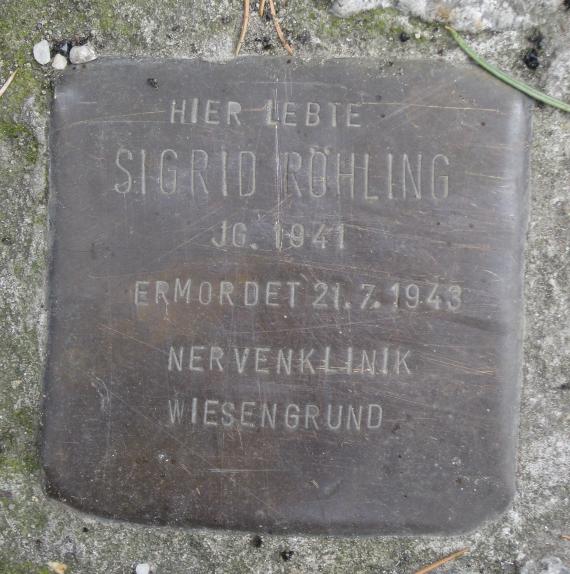 HIER LEBTE
SIGRID RÖHLING
JG. 1941
ERMORDET 21.7.1943
NERVENKLINIK
WIESENGRUND